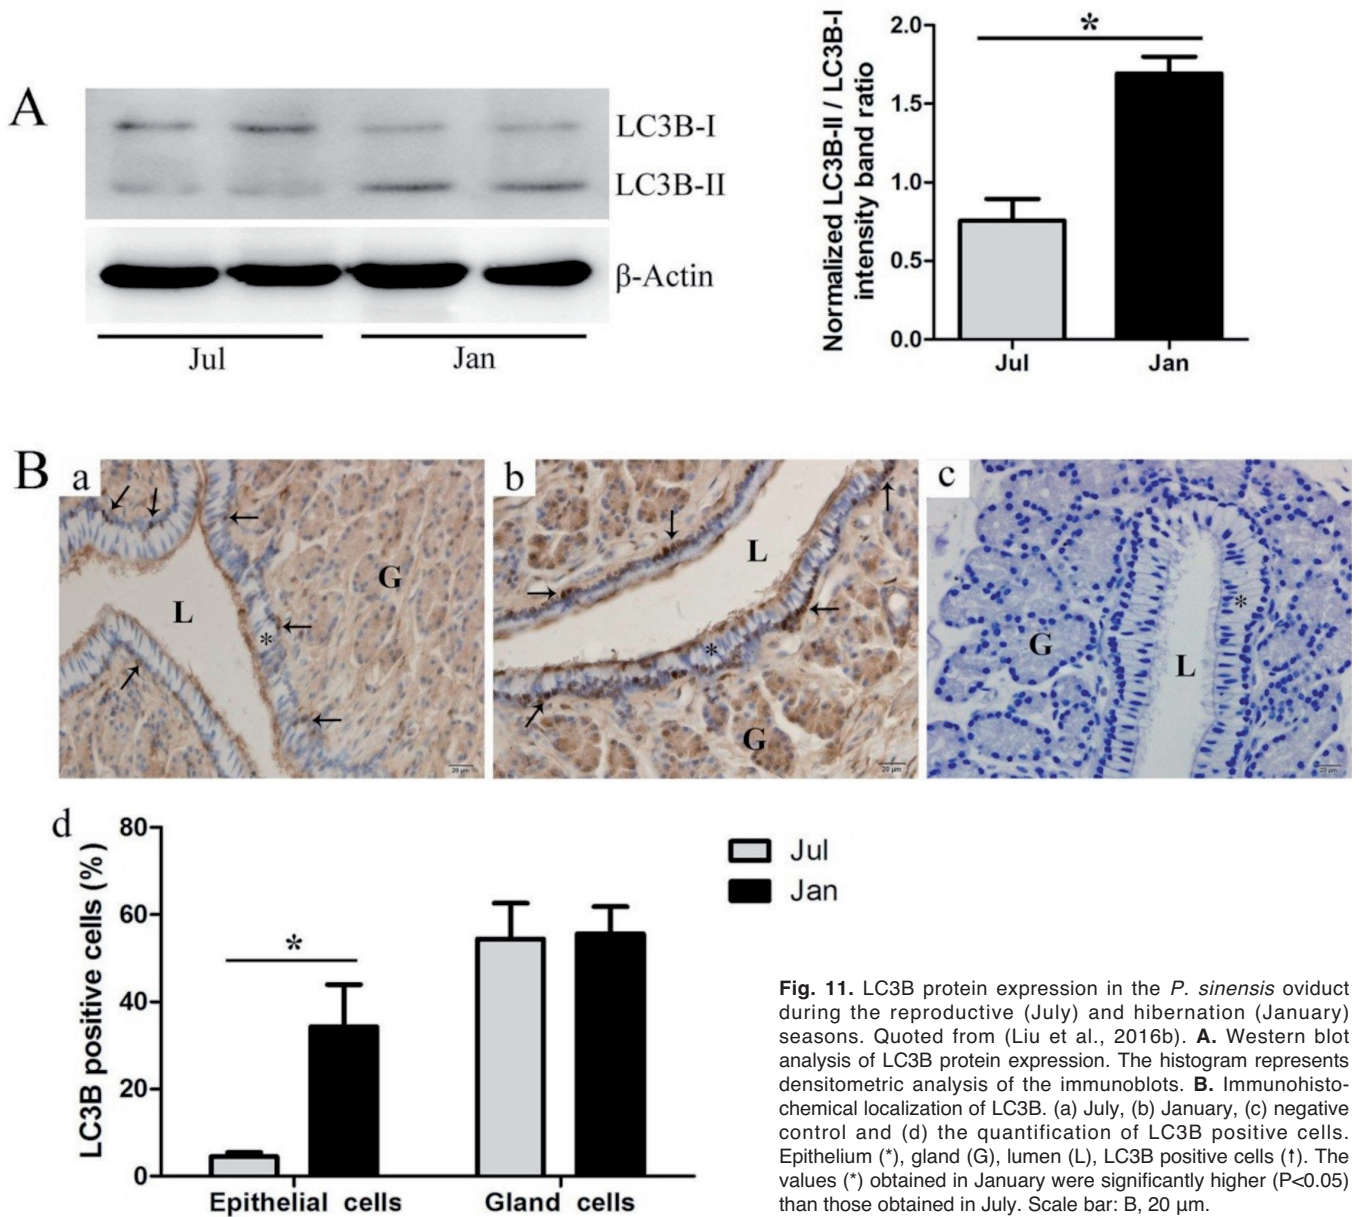 A
LC3B-I
LC3B-II
β-Actin
Jul
Jan
Normalized LC3B-II / LC3B-I
intensity band ratio
2.0
1.5
1.0
0.5
0.0
*
Jul
Jan
B
a
L
*
G
20 µm
b
L
*
G
20 µm
c
G
L
*
20 µm
d
LC3B positive cells (%)
80
60
40
20
0
*
Epithelial cells
Gland cells
Jul
Jan
Fig. 11. LC3B protein expression in the P. sinensis oviduct
during the reproductive (July) and hibernation (January)
seasons. Quoted from (Liu et al., 2016b). A. Western blot
analysis of LC3B protein expression. The histogram represents
densitometric analysis of the immunoblots. B. Immunohisto-
chemical localization of LC3B. (a) July, (b) January, (c) negative
control and (d) the quantification of LC3B positive cells.
Epithelium (*), gland (G), lumen (L), LC3B positive cells (↑). The
values (*) obtained in January were significantly higher (P<0.05)
than those obtained in July. Scale bar: B, 20 µm.